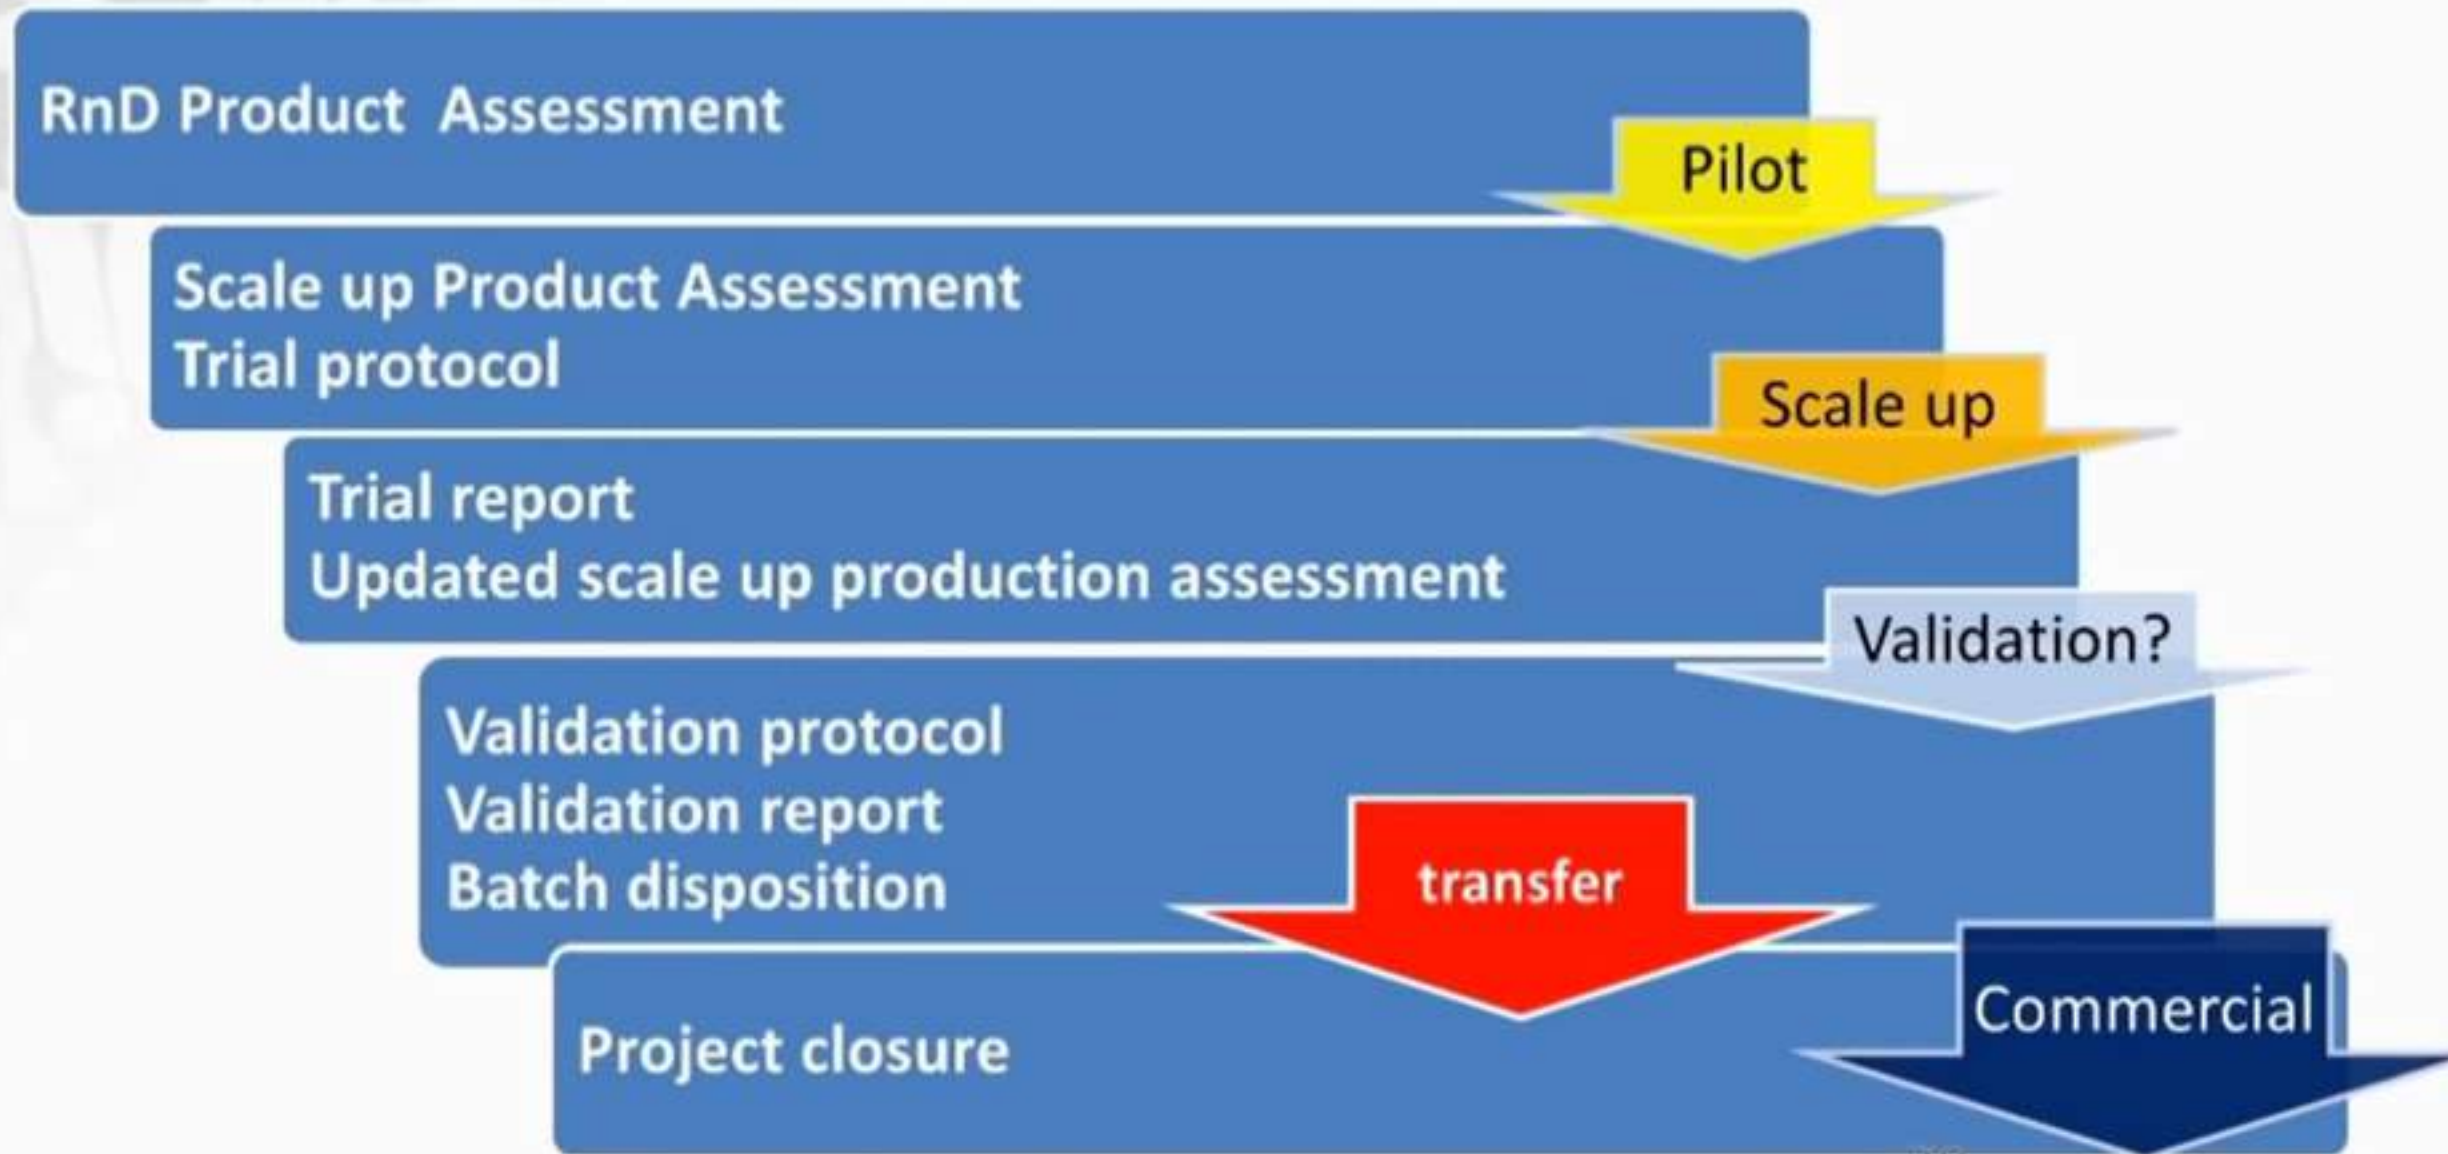 RnD Product Assessment
Pilot
Scale up Product Assessment
Trial protocol
Scale up
Trial report
Updated scale up production assessment
Validation?
Validation protocol
Validation report
Batch disposition
transfer
Project closure
Commercial